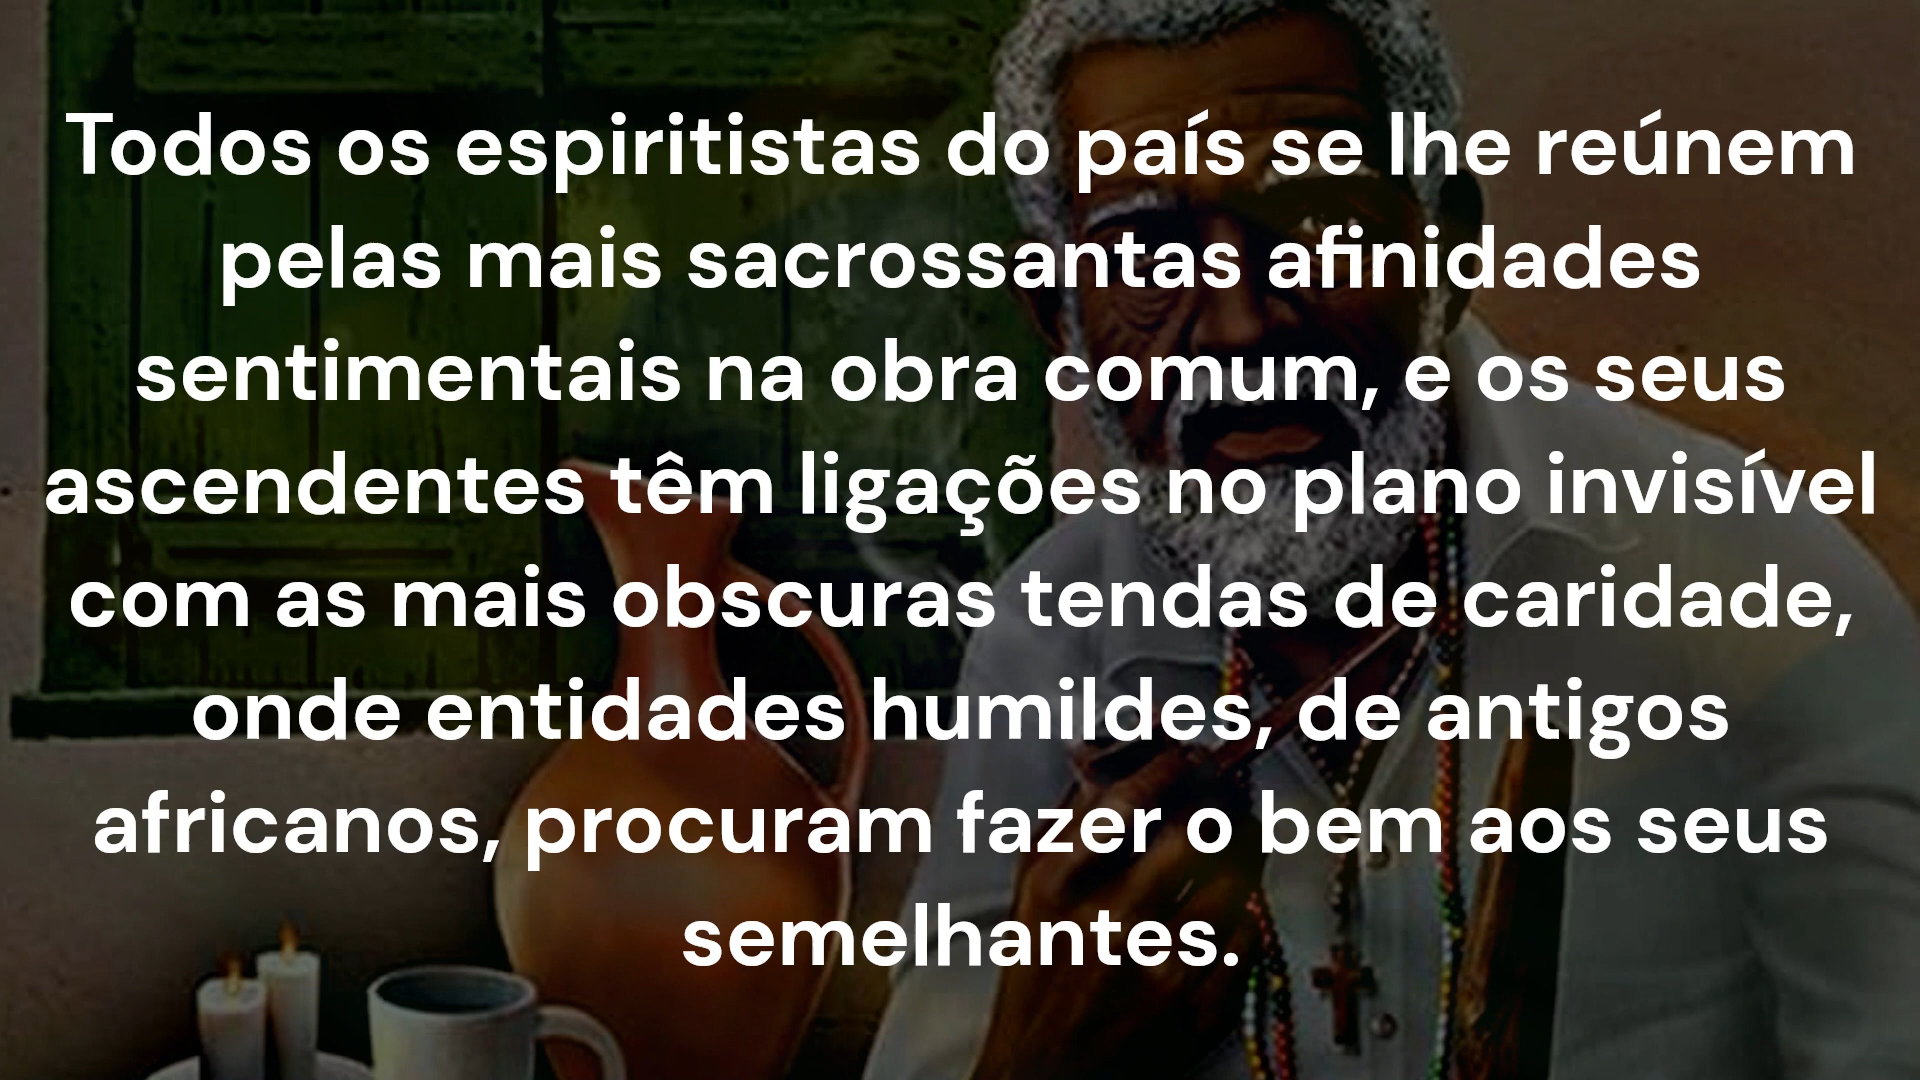 Todos os espiritistas do país se lhe reúnem
pelas mais sacrossantas afinidades
sentimentais na obra comum, e os seus
ascendentes têm ligações no plano invisível
com as mais obscuras tendas de caridade,
onde entidades humildes, de antigos
africanos, procuram fazer o bem aos seus
semelhantes.